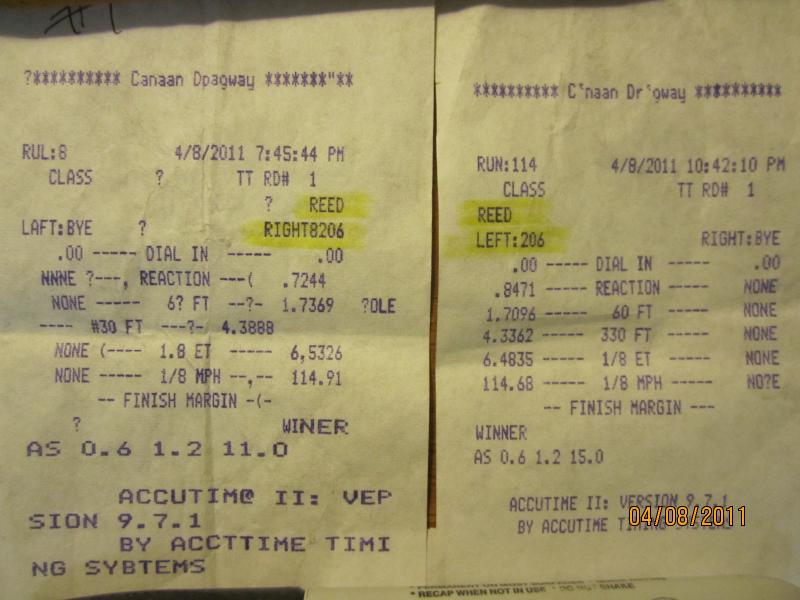 #1
?********** Canaan Dpagway *******"**
RUL:8 4/8/2011 7:45:44 PM
CLASS ? TT RD# 1
? REED
LAFT:BYE ? RIGHT8206
.00 ----- DIAL IN ----- .00
NNNE ?---, REACTION ---( .7244
NONE ----- 6? FT --?- 1.7369 ?OLE
---- #30 FT ---?- 4.3888
NONE (---- 1.8 ET ----- 6,5326
NONE ----- 1/8 MPH --,-- 114.91
-- FINISH MARGIN -(-
? WINER
AS 0.6 1.2 11.0
ACCUTIM@ II: VEP
SION 9.7.1
BY ACCTTIME TIMI
NG SYBTEMS
********** C`naan Dr`gway **********
RUN:114 4/8/2011 10:42:10 PM
CLASS TT RD# 1
REED
LEFT:206 RIGHT:BYE
.00 ----- DIAL IN ----- .00
.8471 ----- REACTION ----- NONE
1.7096 ----- 60 FT ----- NONE
4.3362 ----- 330 FT ----- NONE
6.4835 ----- 1/8 ET ----- NONE
114.68 ----- 1/8 MPH ----- NO?E
-- FINISH MARGIN ---
WINNER
AS 0.6 1.2 15.0
ACCUTIME II: VERSION 9.7.1
BY ACCUTIME TIMING SYSTEMS
04/08/2011
• RECAP WHEN NOT IN USE • DO NOT SHAKE